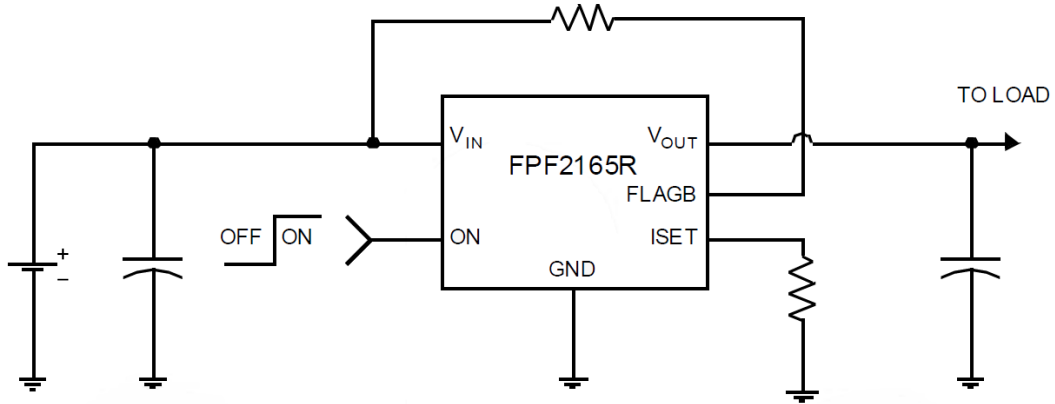 TO LOAD
V_IN
V_OUT
FPF2165R
FLAGB
OFF
ON
ON
ISET
+
−
GND